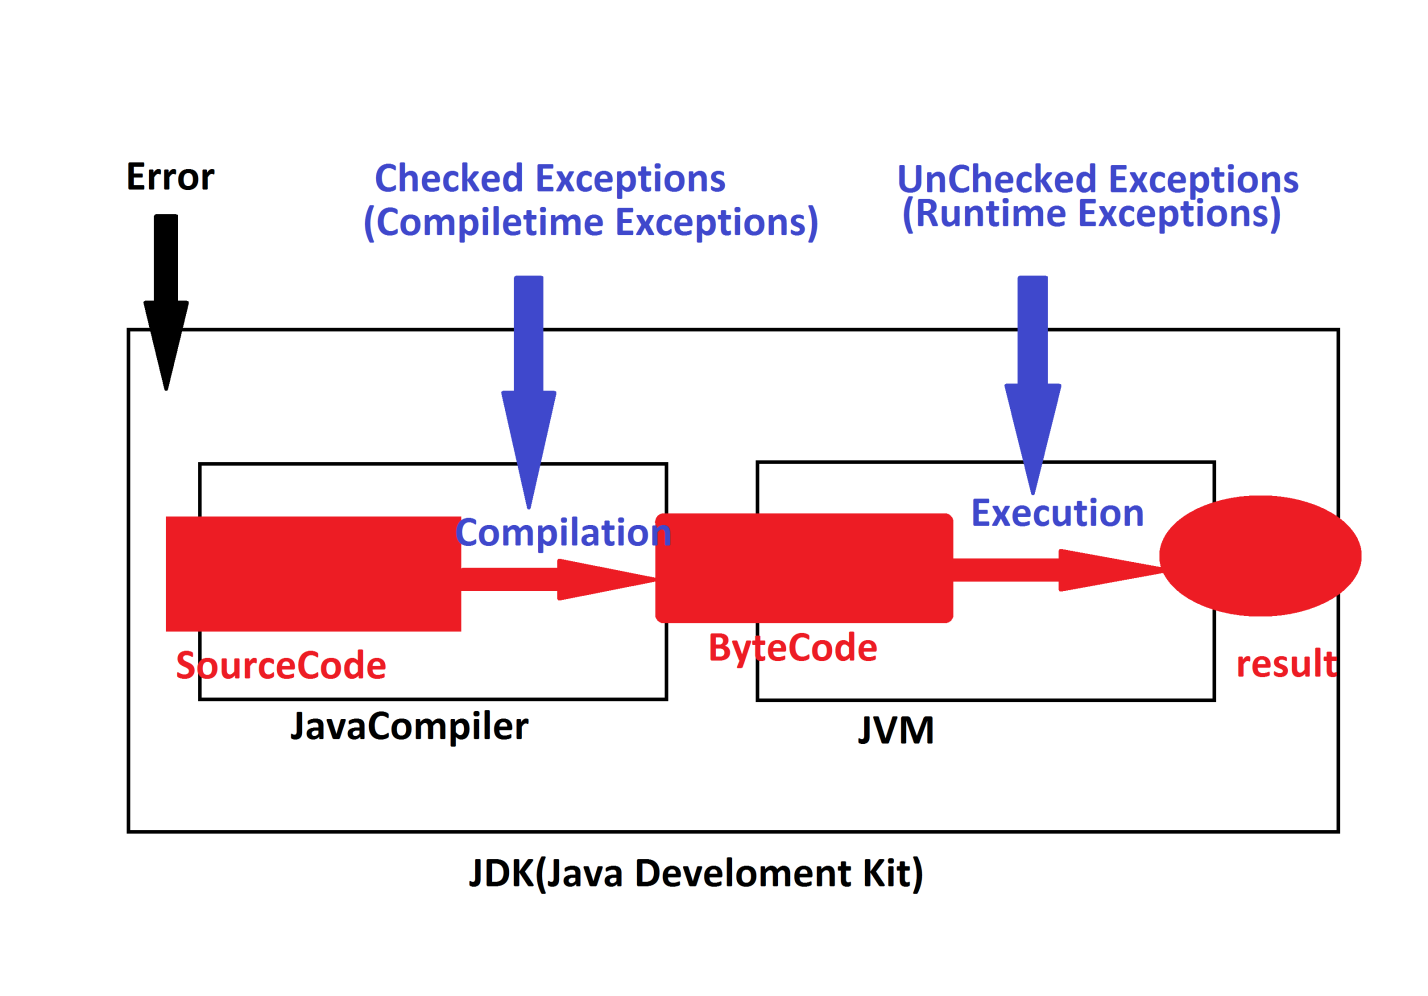 Error
Checked Exceptions
(Compiletime Exceptions)
UnChecked Exceptions
(Runtime Exceptions)
Compilation
Execution
SourceCode
ByteCode
result
JavaCompiler
JVM
JDK(Java Develoment Kit)